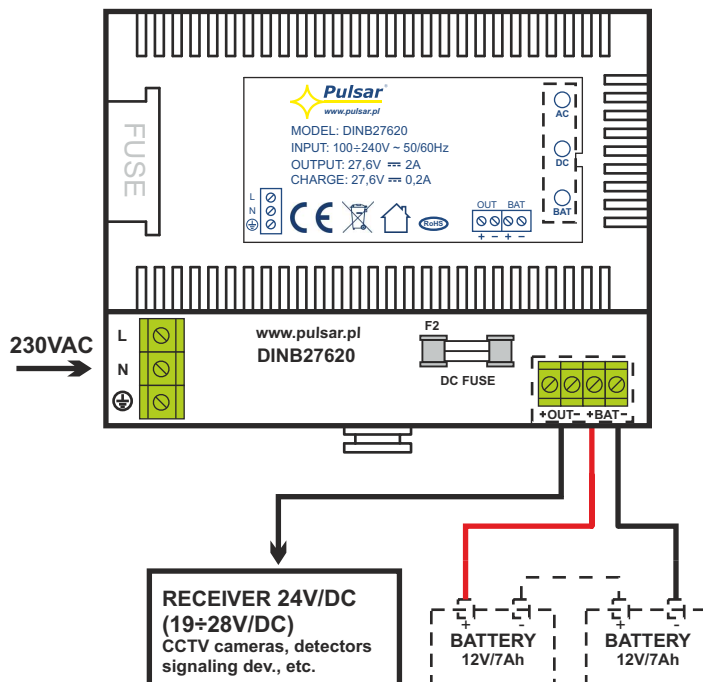 FUSE
Pulsar®
www.pulsar.pl
MODEL: DINB27620
INPUT: 100÷240V ~ 50/60Hz
OUTPUT: 27,6V ⎓ 2A
CHARGE: 27,6V ⎓ 0,2A
AC
DC
BAT
L
N
CE
RoHS
OUT BAT
+ − + −
230VAC
L
N
www.pulsar.pl
DINB27620
F2
DC FUSE
+OUT− +BAT−
RECEIVER 24V/DC
(19÷28V/DC)
CCTV cameras, detectors
signaling dev., etc.
+ -
BATTERY
12V/7Ah
+ -
BATTERY
12V/7Ah